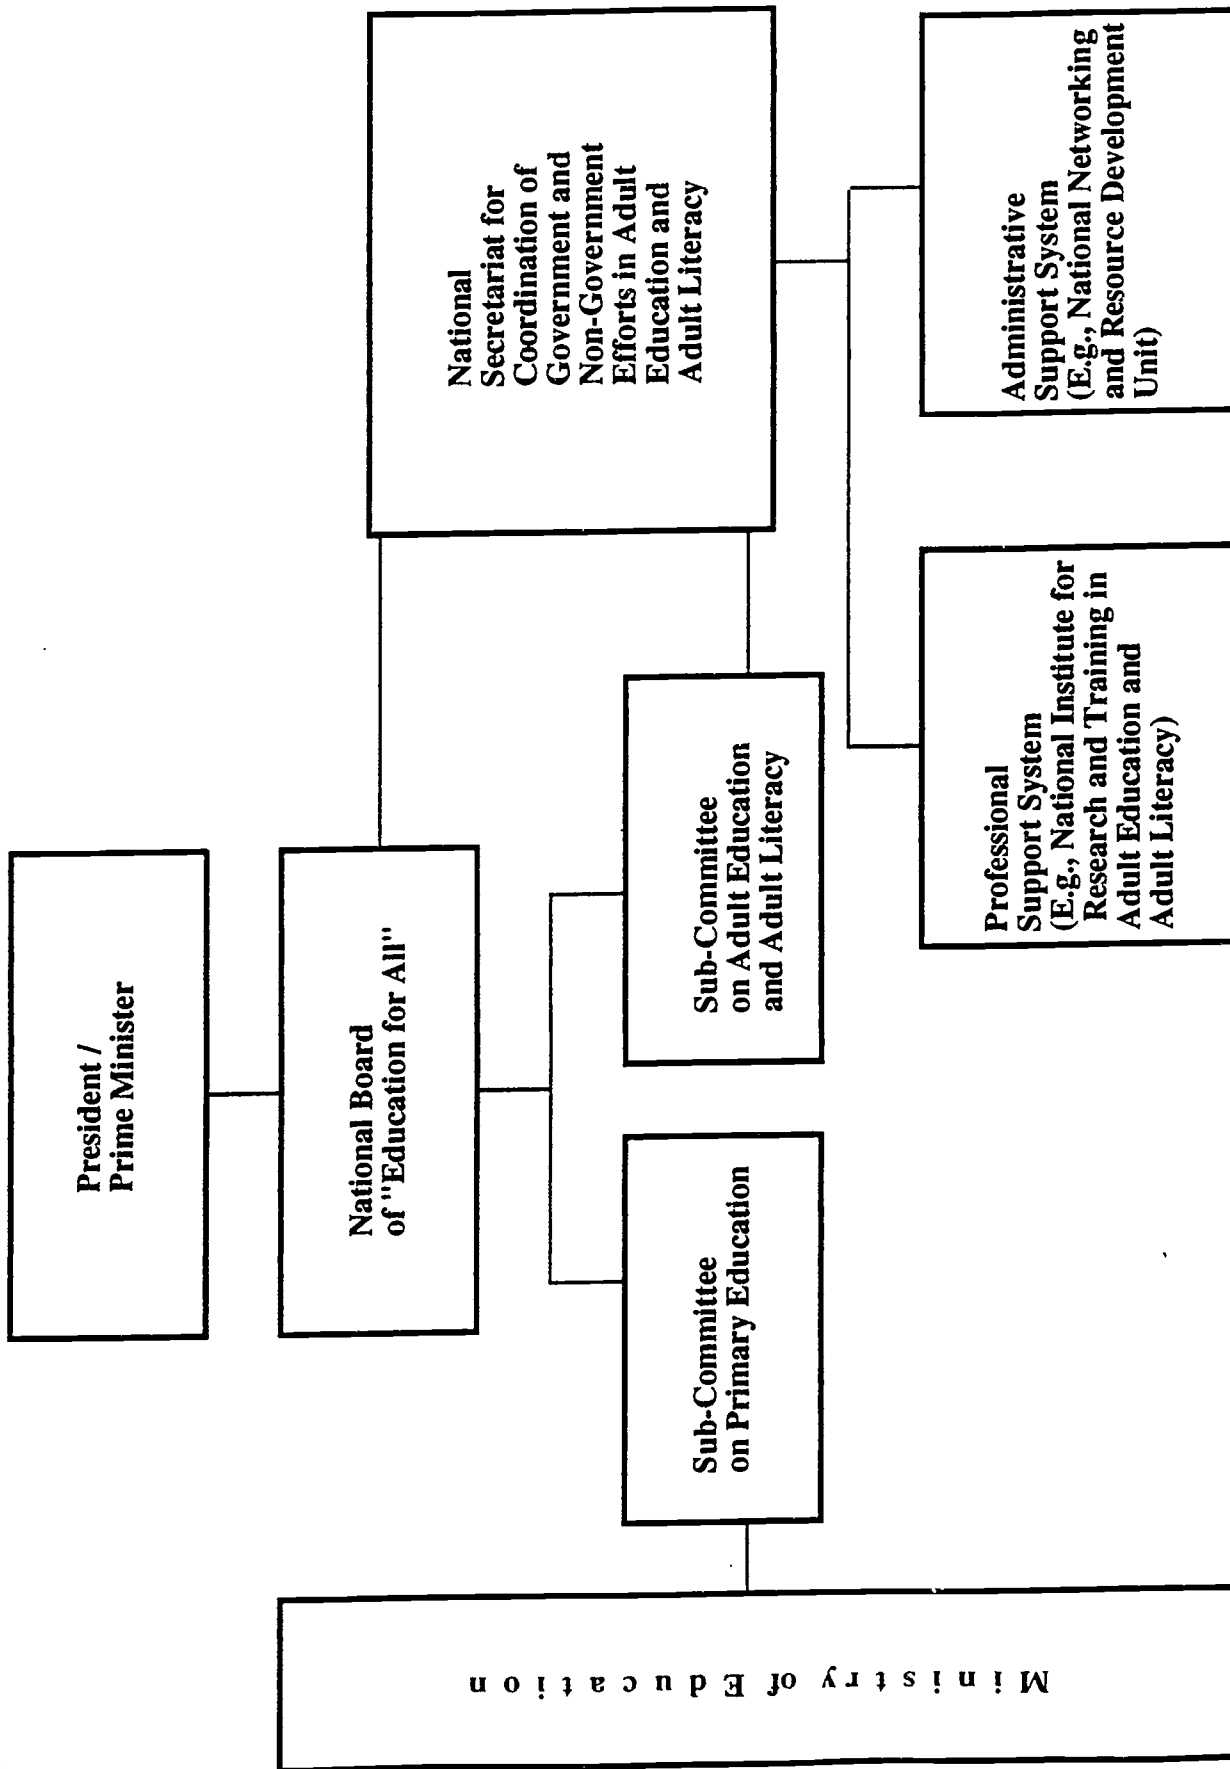 President /
Prime Minister
National Board
of "Education for All"
National
Secretariat for
Coordination of
Government and
Non-Government
Efforts in Adult
Education and
Adult Literacy
Sub-Committee
on Primary Education
Sub-Committee
on Adult Education
and Adult Literacy
Ministry of Education
Professional
Support System
(E.g., National Institute for
Research and Training in
Adult Education and
Adult Literacy)
Administrative
Support System
(E.g., National Networking
and Resource Development
Unit)